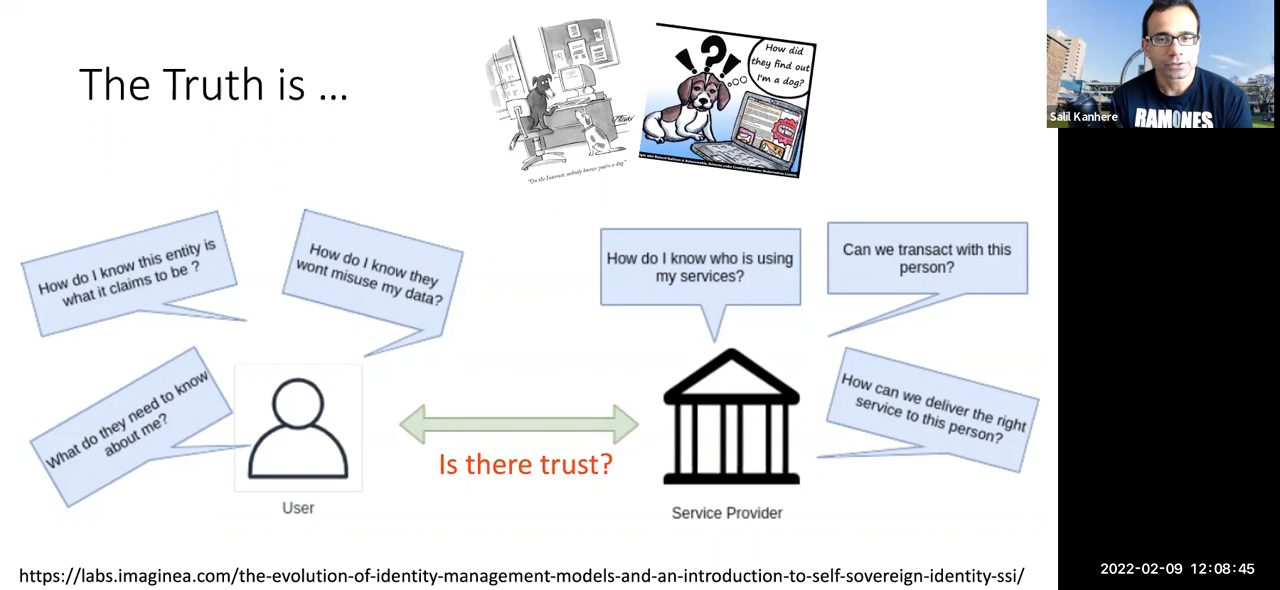 The Truth is ...
"On the Internet, nobody knows you're a dog."
?
How did
they find out
I'm a dog?
Salil Kanhere
RAMONES
How do I know this entity is
what it claims to be ?
How do I know they
wont misuse my data?
How do I know who is using
my services?
Can we transact with this
person?
What do they need to know
about me?
How can we deliver the right
service to this person?
Is there trust?
User
Service Provider
https://labs.imaginea.com/the-evolution-of-identity-management-models-and-an-introduction-to-self-sovereign-identity-ssi/
2022-02-09 12:08:45